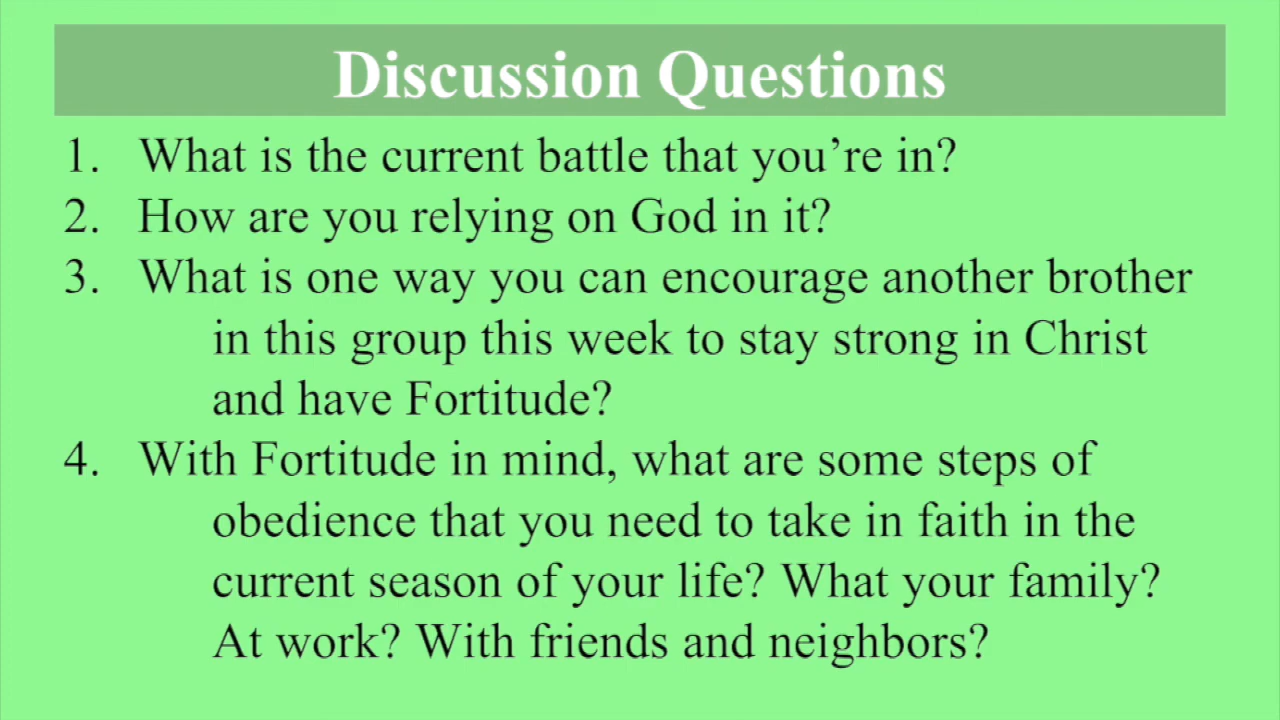 Discussion Questions
1. What is the current battle that you’re in?
2. How are you relying on God in it?
3. What is one way you can encourage another brother
in this group this week to stay strong in Christ
and have Fortitude?
4. With Fortitude in mind, what are some steps of
obedience that you need to take in faith in the
current season of your life? What your family?
At work? With friends and neighbors?